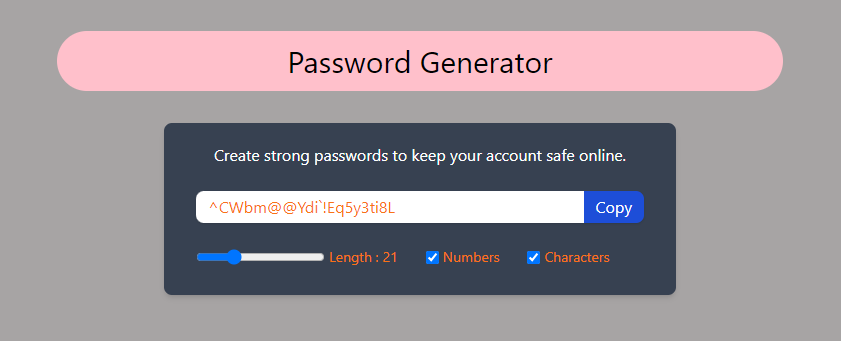 Password Generator
Create strong passwords to keep your account safe online.
^CWbm@@Ydi`!Eq5y3ti8L
Copy
Length : 21
Numbers
Characters